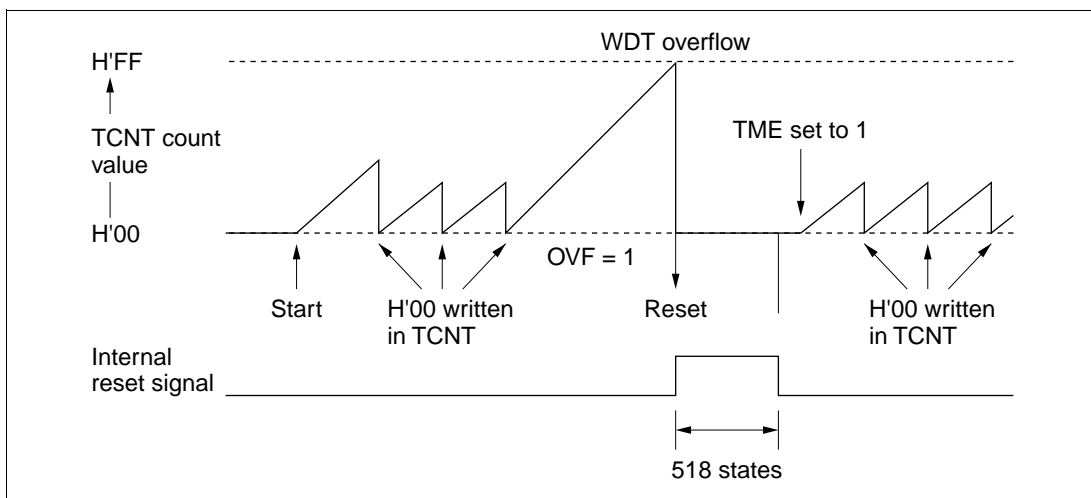 WDT overflow
H'FF
TCNT count
value
TME set to 1
H'00
OVF = 1
Start
H'00 written
in TCNT
Reset
H'00 written
in TCNT
Internal
reset signal
518 states